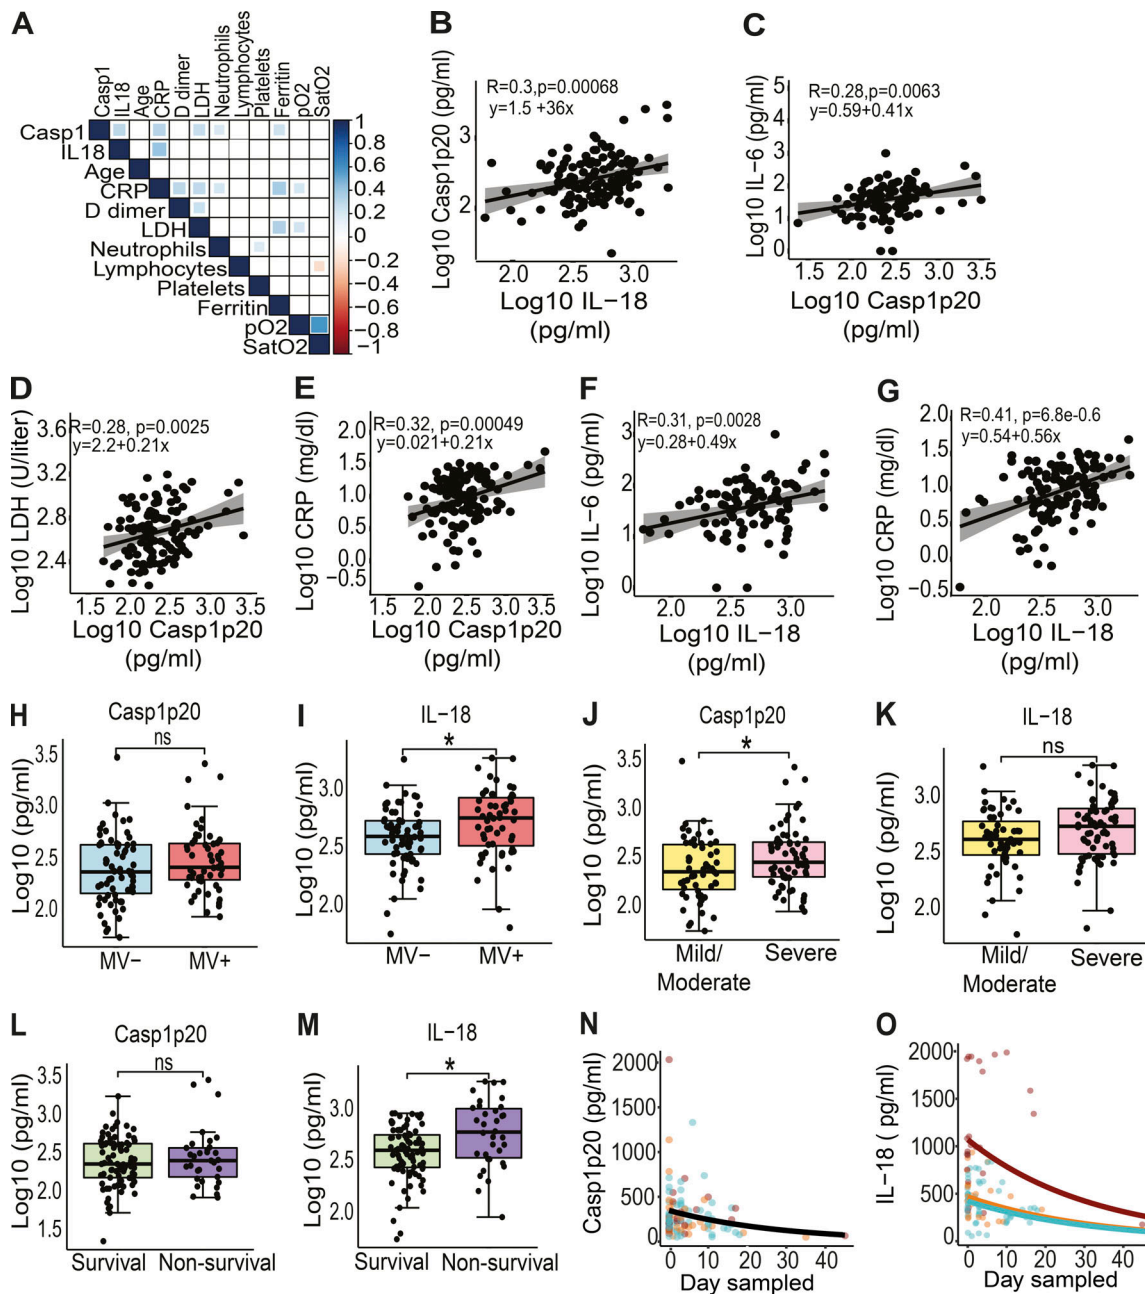 A
Casp1
IL18
Age
CRP
D dimer
LDH
Neutrophils
Lymphocytes
Platelets
Ferritin
pO2
SatO2
Casp1
IL18
Age
CRP
D dimer
LDH
Neutrophils
Lymphocytes
Platelets
Ferritin
pO2
SatO2
1
0.8
0.6
0.4
0.2
0
−0.2
−0.4
−0.6
−0.8
−1
B
R=0.3,p=0.00068
y=1.5 +36x
Log10 Casp1p20 (pg/ml)
3
2
2.0 2.5 3.0
Log10 IL−18
(pg/ml)
C
R=0.28,p=0.0063
y=0.59+0.41x
Log10 IL−6 (pg/ml)
5
4
3
2
1
0
1.5 2.0 2.5 3.0 3.5
Log10 Casp1p20
(pg/ml)
D
R=0.28, p=0.0025
y=2.2+0.21x
Log10 LDH (U/liter)
3.6
3.2
2.8
2.4
1.5 2.0 2.5 3.0 3.5
Log10 Casp1p20
(pg/ml)
E
R=0.32, p=0.00049
y=0.021+0.21x
Log10 CRP (mg/dl)
2.0
1.5
1.0
0.5
0.0
−0.5
1.5 2.0 2.5 3.0 3.5
Log10 Casp1p20
(pg/ml)
F
R=0.31, p=0.0028
y=0.28+0.49x
Log10 IL−6 (pg/ml)
3
2
1
0
2.0 2.5 3.0
Log10 IL−18
(pg/ml)
G
R=0.41, p=6.8e-0.6
y=0.54+0.56x
Log10 CRP (mg/dl)
2.0
1.5
1.0
0.5
0.0
−0.5
2.0 2.5 3.0
Log10 IL−18
(pg/ml)
H
Casp1p20
ns
Log10 (pg/ml)
3.5
3.0
2.5
2.0
MV− MV+
I
IL−18
*
Log10 (pg/ml)
3.0
2.5
2.0
MV− MV+
J
Casp1p20
*
Log10 (pg/ml)
3.5
3.0
2.5
2.0
Mild/ Severe
Moderate
K
IL−18
ns
Log10 (pg/ml)
3.0
2.5
2.0
Mild/ Severe
Moderate
L
Casp1p20
ns
Log10 (pg/ml)
3.5
3.0
2.5
2.0
1.5
Survival Non-survival
M
IL−18
*
Log10 (pg/ml)
3.0
2.5
2.0
Survival Non-survival
N
Casp1p20 (pg/ml)
2000
1500
1000
500
0
0 10 20 30 40
Day sampled
O
IL−18 ( pg/ml)
2000
1500
1000
500
0
0 10 20 30 40
Day sampled